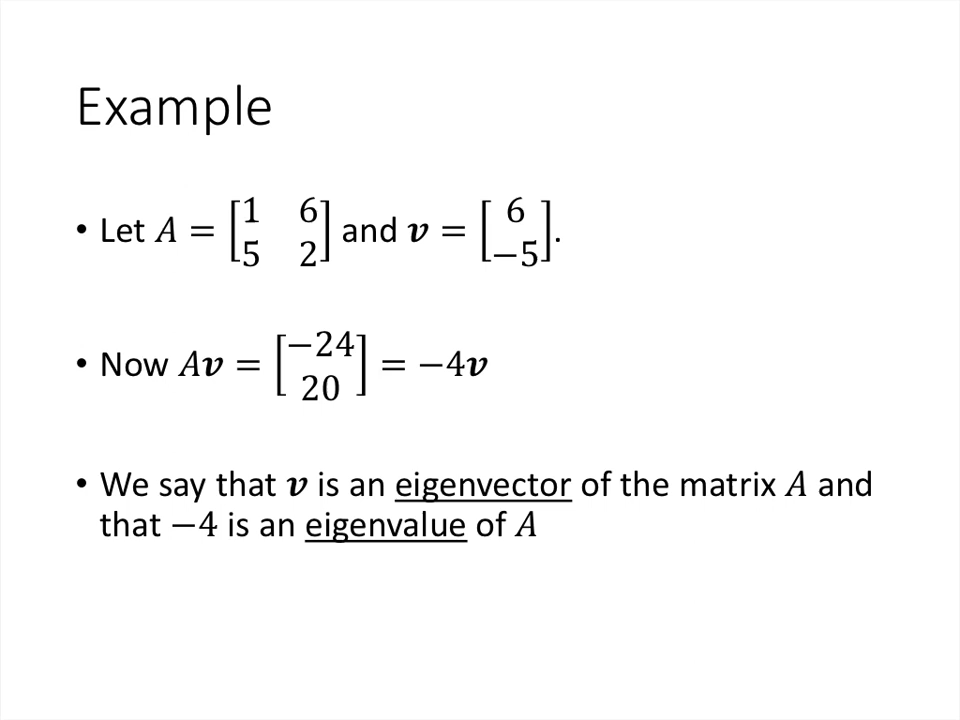 Example
• Let 𝐴 = [1 6; 5 2] and 𝒗 = [6; −5].
• Now 𝐴𝒗 = [−24; 20] = −4𝒗
• We say that 𝒗 is an eigenvector of the matrix 𝐴 and
that −4 is an eigenvalue of 𝐴